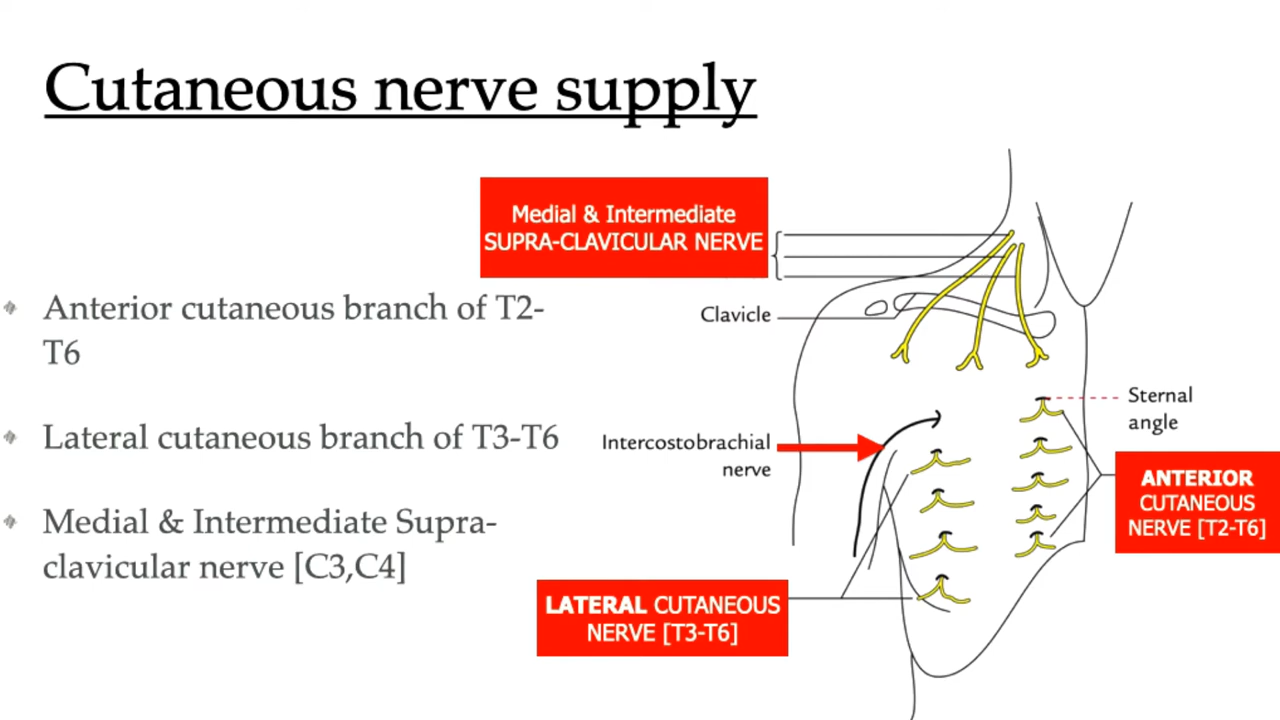 Cutaneous nerve supply
Medial & Intermediate
SUPRA-CLAVICULAR NERVE
Anterior cutaneous branch of T2-
T6
Lateral cutaneous branch of T3-T6
Medial & Intermediate Supra-
clavicular nerve [C3,C4]
Clavicle
Intercostobrachial
nerve
Sternal
angle
ANTERIOR
CUTANEOUS
NERVE [T2-T6]
LATERAL CUTANEOUS
NERVE [T3-T6]